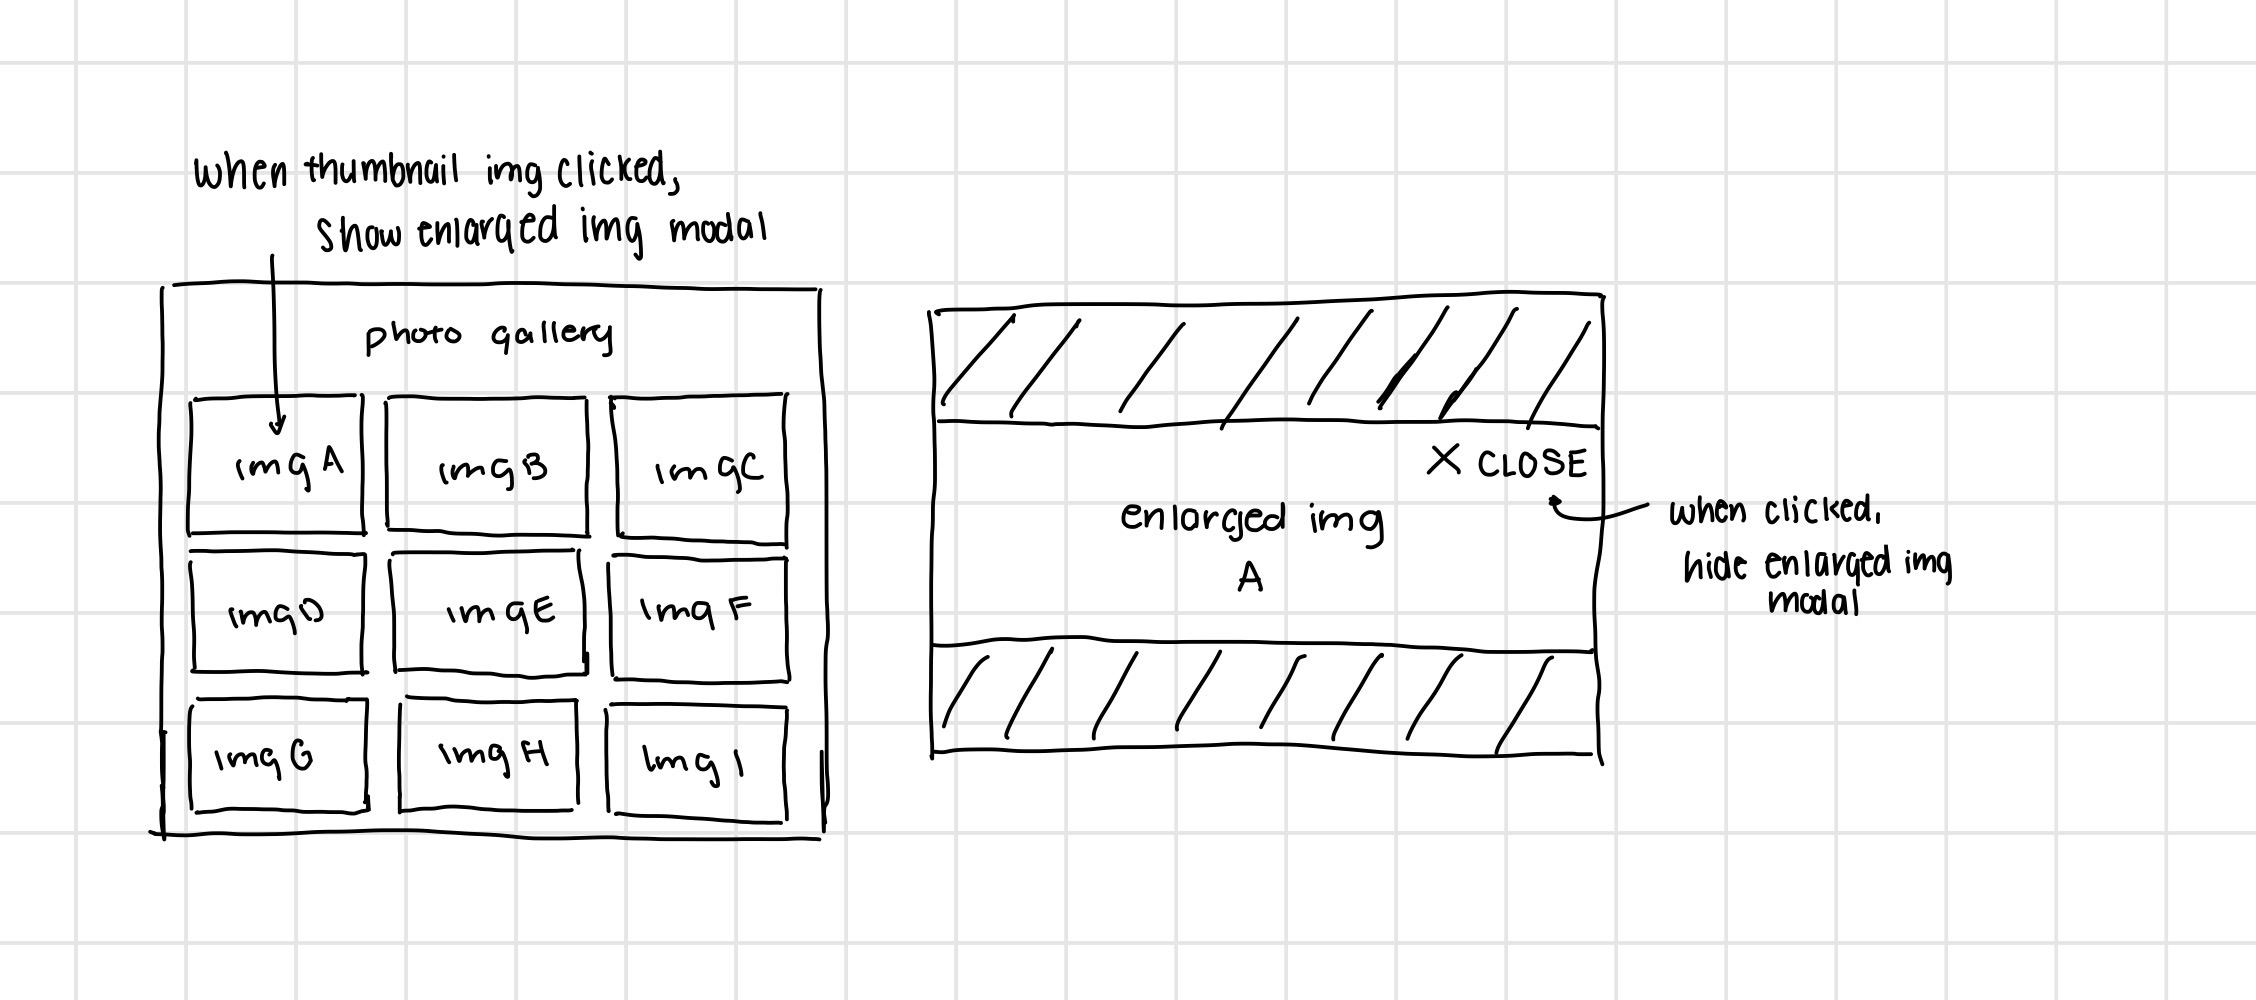 when thumbnail img clicked,
show enlarged img modal
photo gallery
img A
img B
img C
img D
img E
img F
img G
img H
img I
X CLOSE
enlarged img
A
when clicked,
hide enlarged img
modal